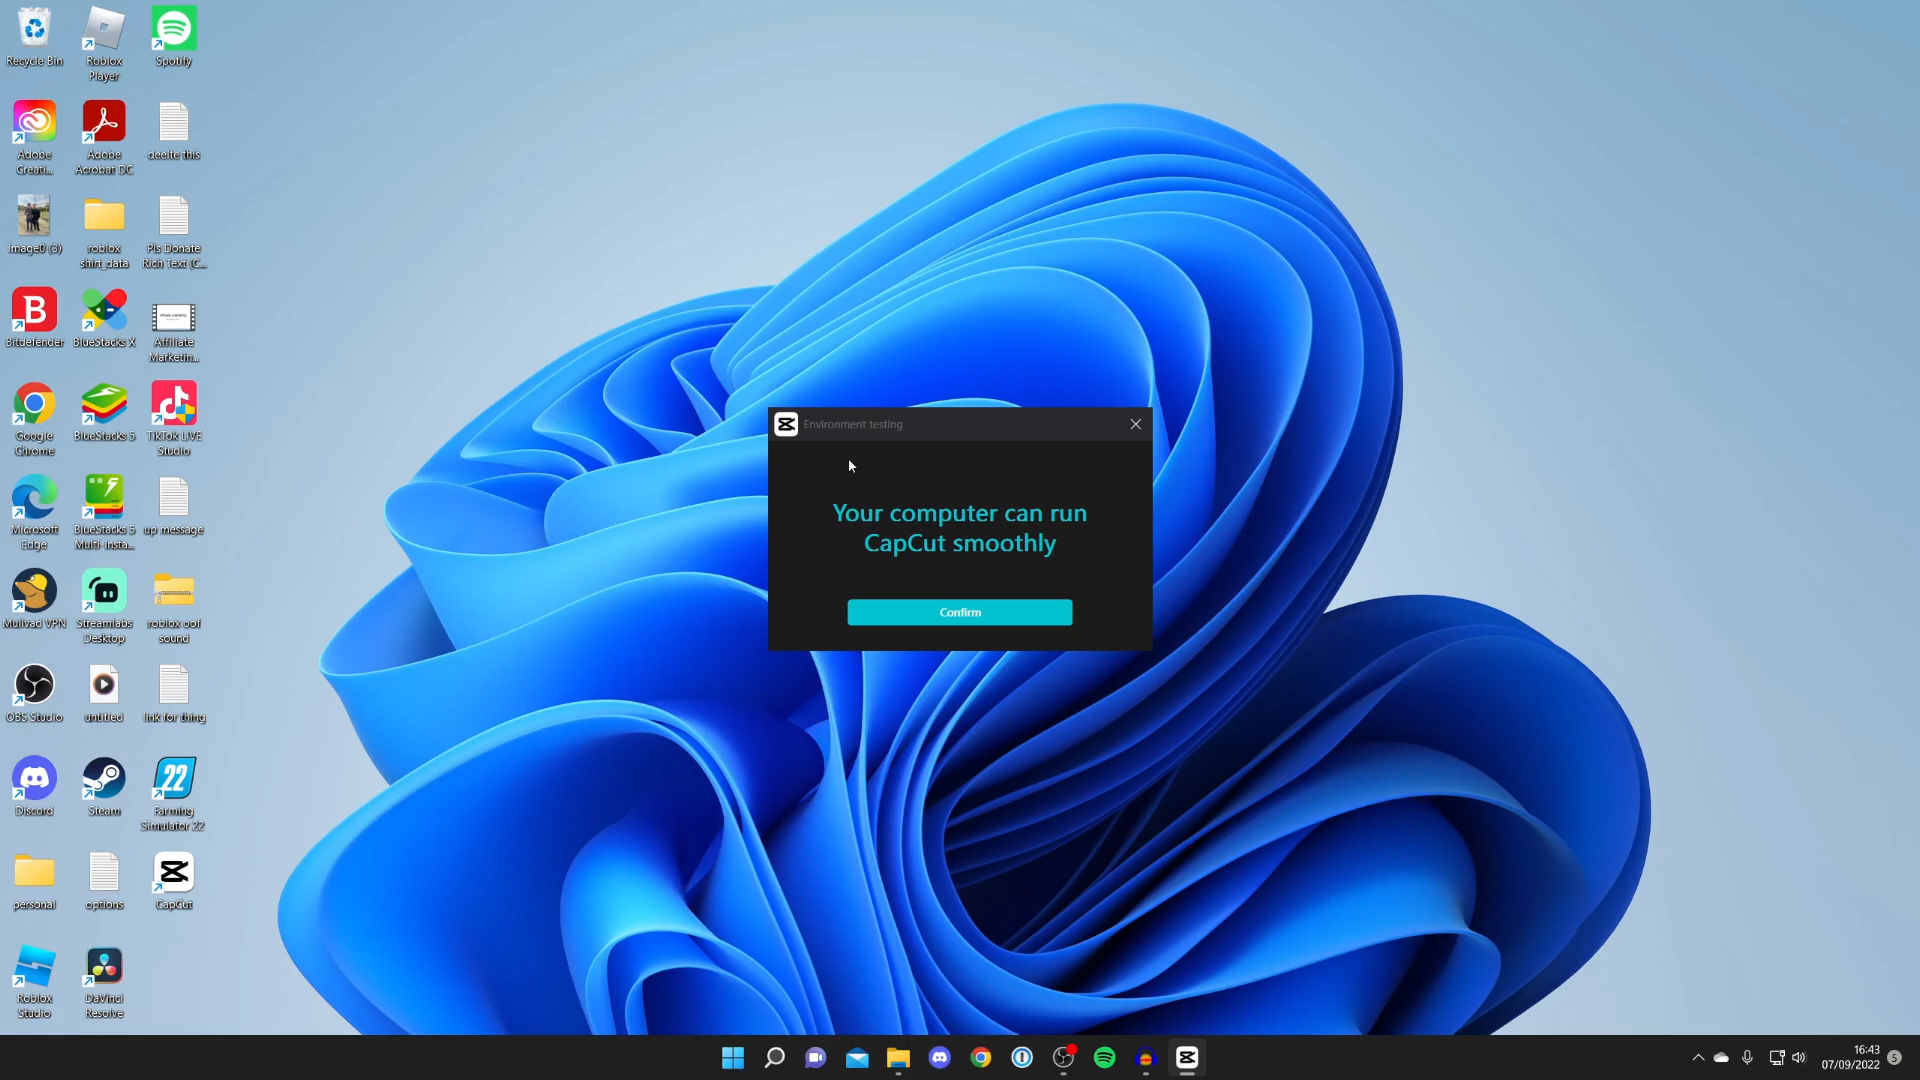 Recycle Bin
Roblox
Player
Spotify
Adobe
Creati...
Adobe
Acrobat DC
deelte this
image0 (3)
roblox
shirt_data
Pls Donate
Rich Text (C...
Bitdefender
BlueStacks X
Affiliate
Marketin...
Google
Chrome
BlueStacks 5
TikTok LIVE
Studio
Microsoft
Edge
BlueStacks 5
Multi-Insta...
up message
Mullvad VPN
Streamlabs
Desktop
roblox oof
sound
OBS Studio
untitled
link for thing
Discord
Steam
22
Farming
Simulator 22
personal
options
CapCut
Roblox
Studio
DaVinci
Resolve
Environment testing
Your computer can run
CapCut smoothly
Confirm
16:43
07/09/2022
5